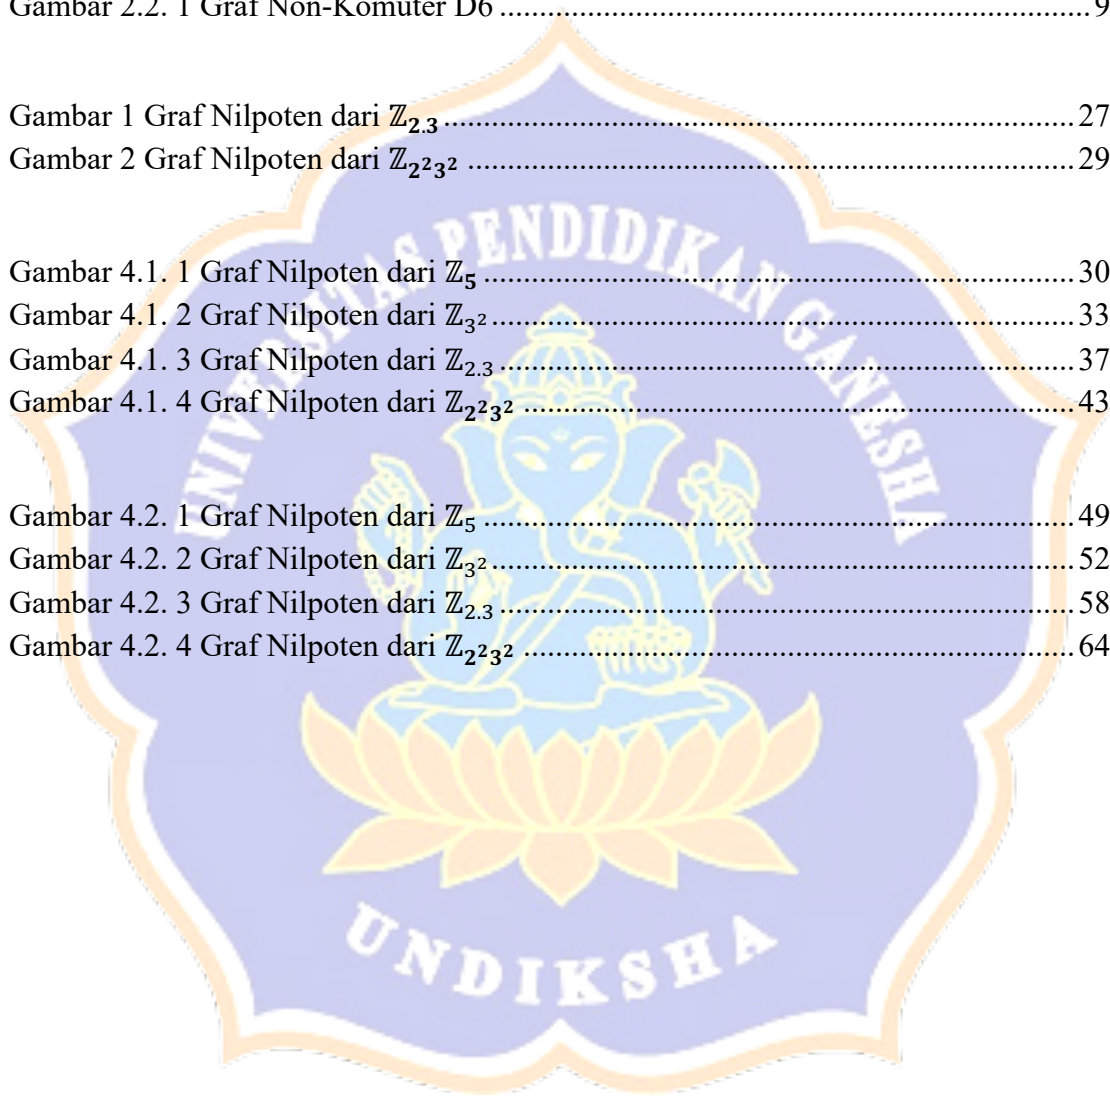 Gambar 2.2. 1 Graf Non-Komuter D6 ........................................................................... 9
Gambar 1 Graf Nilpoten dari ℤ₂.₃ ................................................................................ 27
Gambar 2 Graf Nilpoten dari ℤ₂²₃² ............................................................................. 29
Gambar 4.1. 1 Graf Nilpoten dari ℤ₅ ........................................................................... 30
Gambar 4.1. 2 Graf Nilpoten dari ℤ₃² .......................................................................... 33
Gambar 4.1. 3 Graf Nilpoten dari ℤ₂.₃ ......................................................................... 37
Gambar 4.1. 4 Graf Nilpoten dari ℤ₂²₃² ...................................................................... 43
Gambar 4.2. 1 Graf Nilpoten dari ℤ₅ ........................................................................... 49
Gambar 4.2. 2 Graf Nilpoten dari ℤ₃² .......................................................................... 52
Gambar 4.2. 3 Graf Nilpoten dari ℤ₂.₃ ......................................................................... 58
Gambar 4.2. 4 Graf Nilpoten dari ℤ₂²₃² ...................................................................... 64
UNIVERSITAS PENDIDIKAN GANESHA
UNDIKSHA